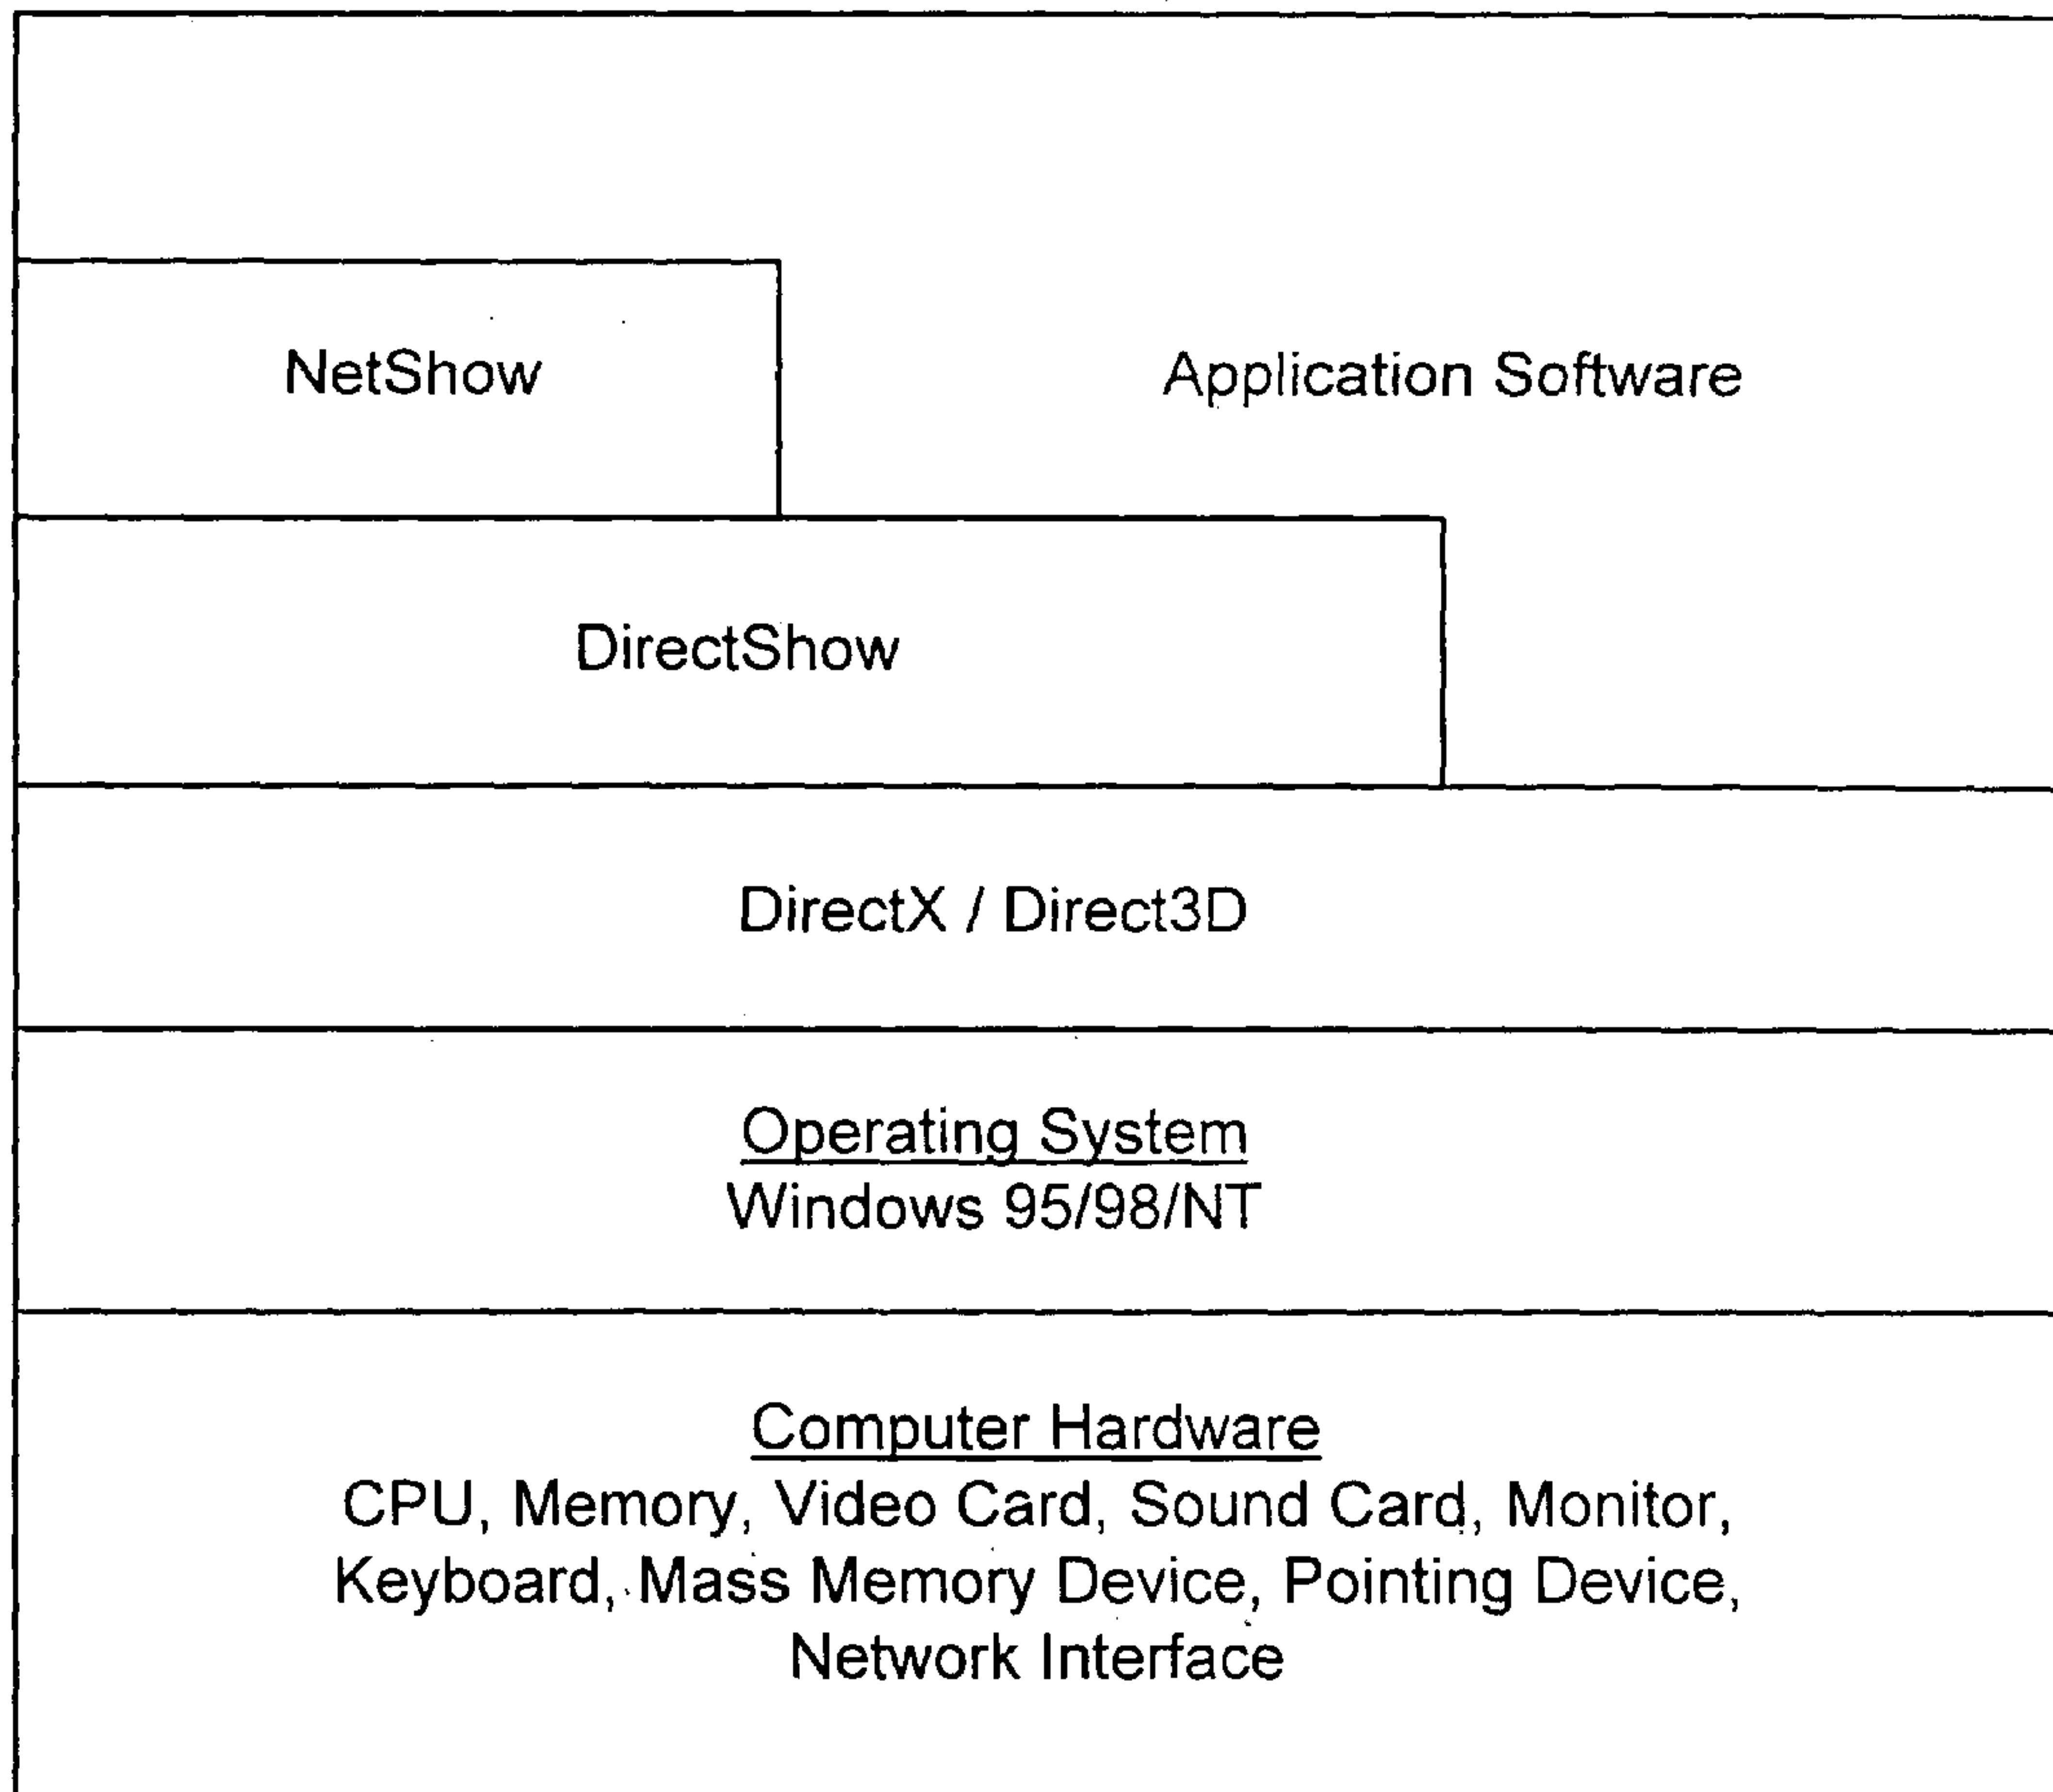 NetShow
Application Software
DirectShow
DirectX / Direct3D
Operating System
Windows 95/98/NT
Computer Hardware
CPU, Memory, Video Card, Sound Card, Monitor,
Keyboard, Mass Memory Device, Pointing Device,
Network Interface